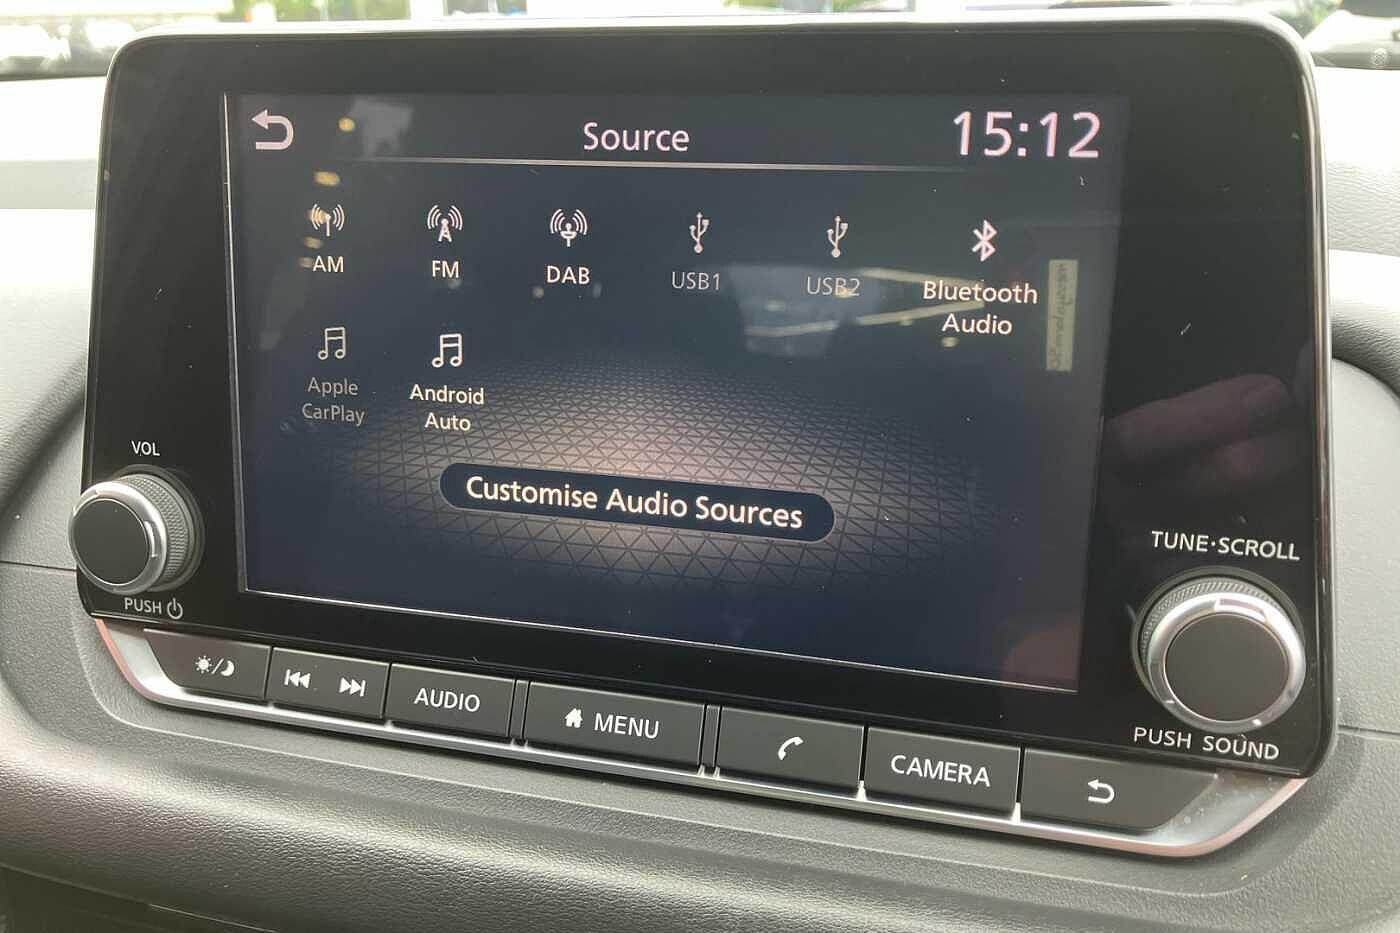 Source
15:12
AM
FM
DAB
USB1
USB2
Bluetooth
Audio
Apple
CarPlay
Android
Auto
Customise Audio Sources
VOL
PUSH
TUNE·SCROLL
PUSH SOUND
AUDIO
MENU
CAMERA